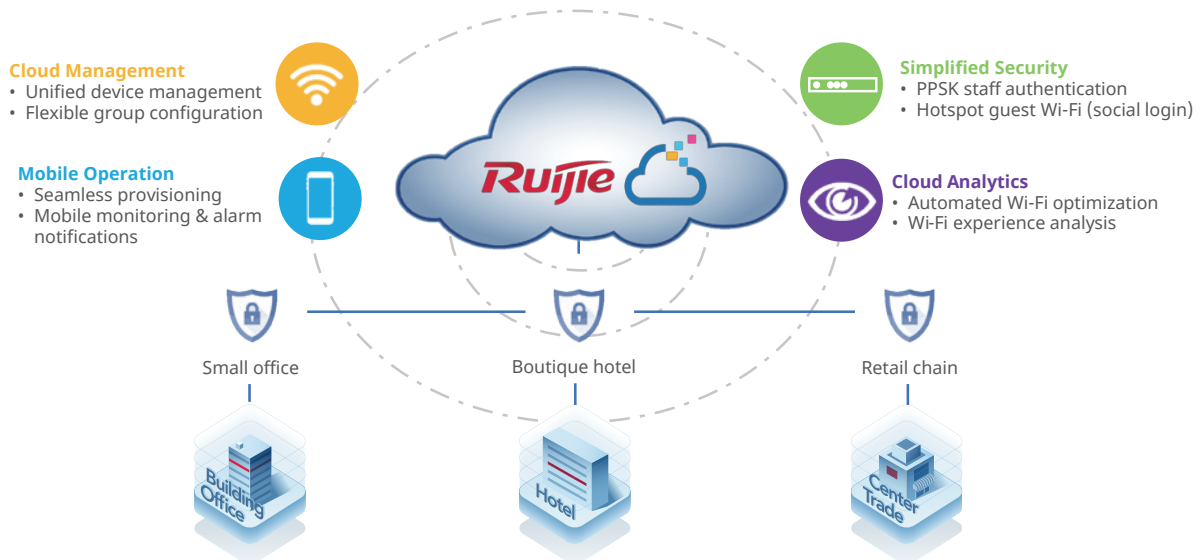 Cloud Management
• Unified device management
• Flexible group configuration
Mobile Operation
• Seamless provisioning
• Mobile monitoring & alarm
notifications
Ruijie
Simplified Security
• PPSK staff authentication
• Hotspot guest Wi-Fi (social login)
Cloud Analytics
• Automated Wi-Fi optimization
• Wi-Fi experience analysis
Small office
Boutique hotel
Retail chain
Building
Office
Hotel
Center
Trade